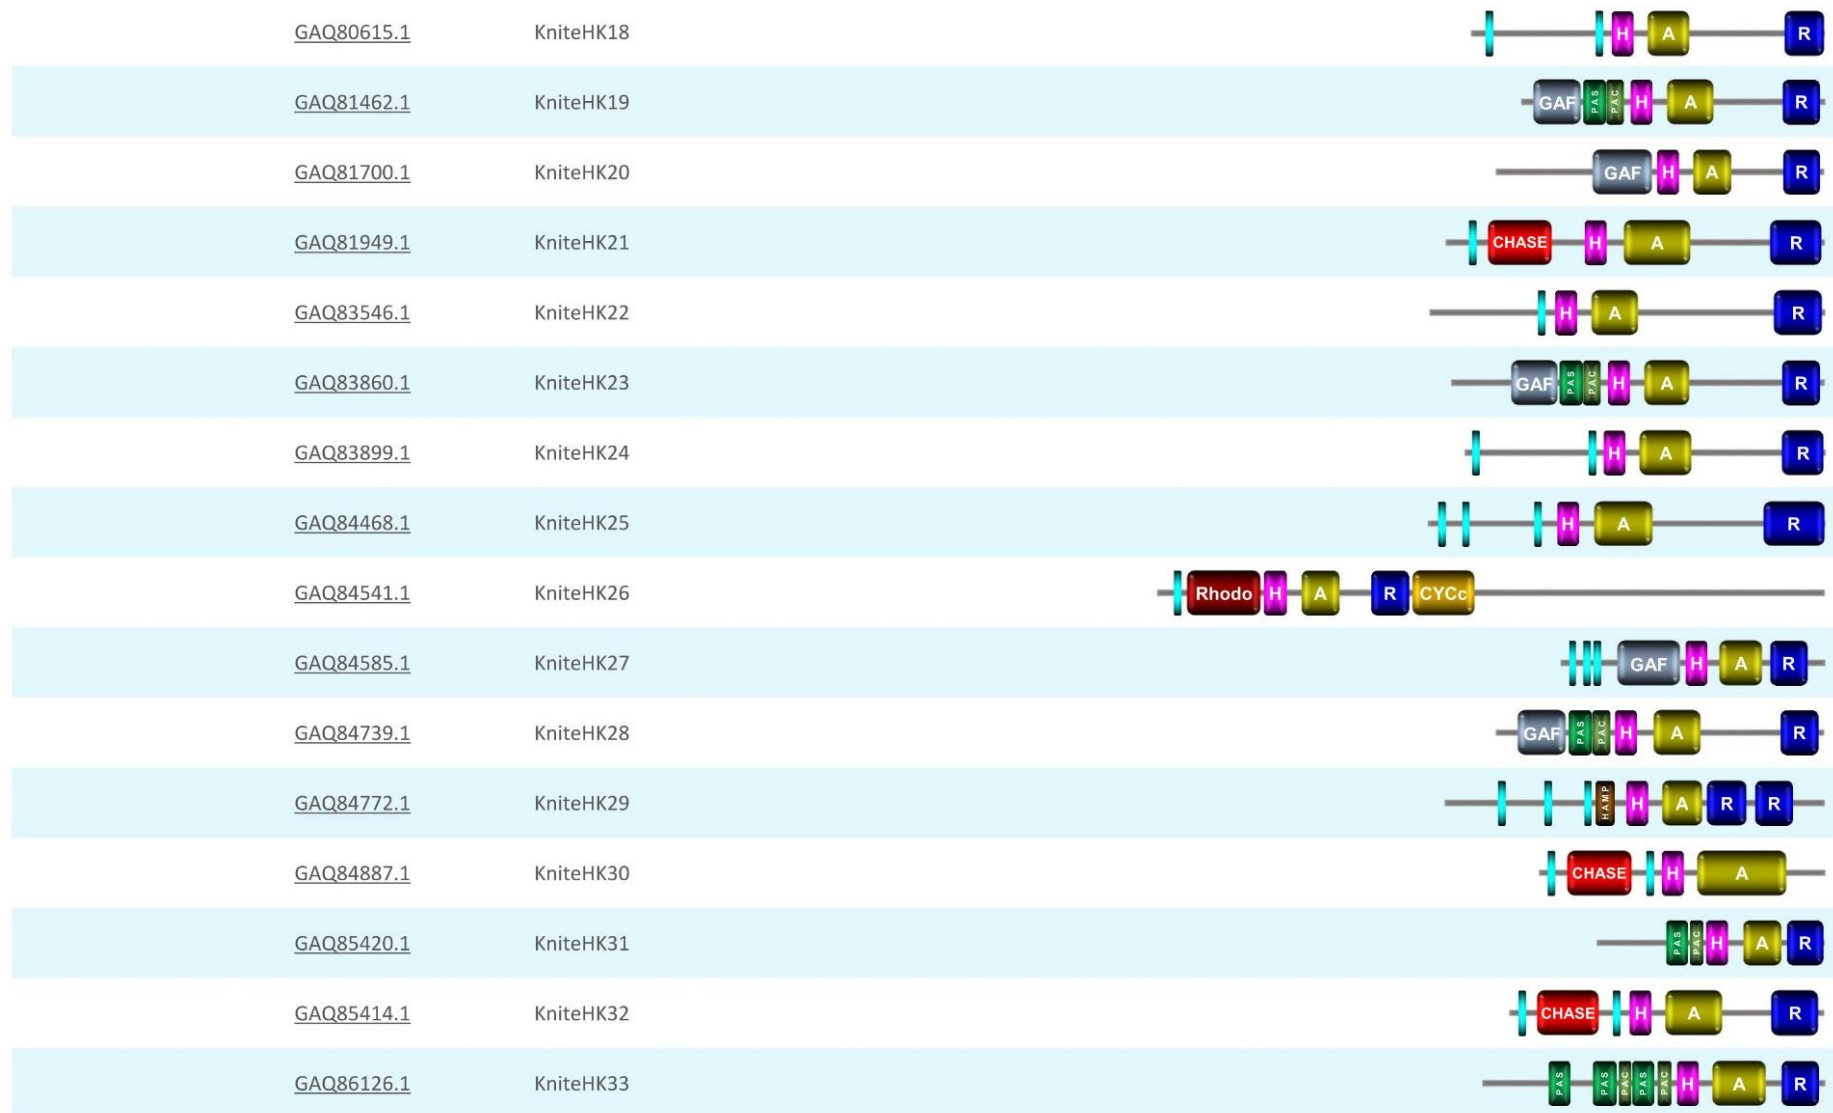 GAQ80615.1 KniteHK18 H A R
GAQ81462.1 KniteHK19 GAF PAS PAC H A R
GAQ81700.1 KniteHK20 GAF H A R
GAQ81949.1 KniteHK21 CHASE H A R
GAQ83546.1 KniteHK22 H A R
GAQ83860.1 KniteHK23 GAF PAS PAC H A R
GAQ83899.1 KniteHK24 H A R
GAQ84468.1 KniteHK25 H A R
GAQ84541.1 KniteHK26 Rhodo H A R CYCc
GAQ84585.1 KniteHK27 GAF H A R
GAQ84739.1 KniteHK28 GAF PAS PAC H A R
GAQ84772.1 KniteHK29 HAMP H A R R
GAQ84887.1 KniteHK30 CHASE H A
GAQ85420.1 KniteHK31 PAS PAC H A R
GAQ85414.1 KniteHK32 CHASE H A R
GAQ86126.1 KniteHK33 PAS PAS PAC PAS PAC H A R